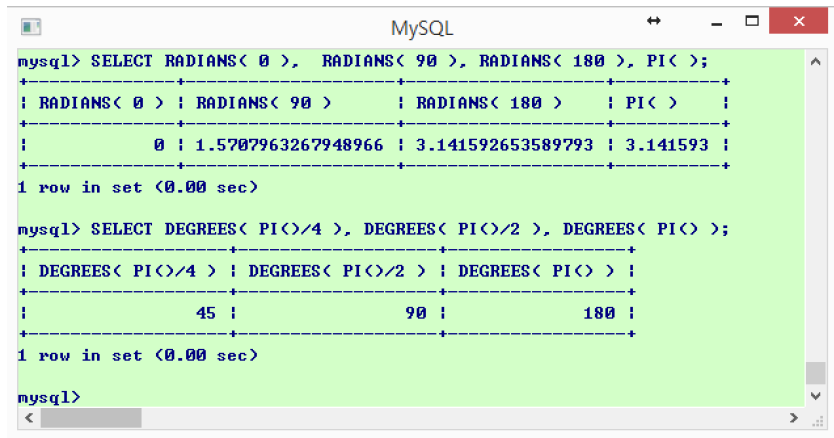 MySQL
mysql> SELECT RADIANS( 0 ),  RADIANS( 90 ), RADIANS( 180 ), PI( );
+--------------+--------------------+-------------------+----------+
| RADIANS( 0 ) | RADIANS( 90 )      | RADIANS( 180 )    | PI( )    |
+--------------+--------------------+-------------------+----------+
|            0 | 1.5707963267948966 | 3.141592653589793 | 3.141593 |
+--------------+--------------------+-------------------+----------+
1 row in set (0.00 sec)
mysql> SELECT DEGREES( PI()/4 ), DEGREES( PI()/2 ), DEGREES( PI() );
+-------------------+-------------------+-----------------+
| DEGREES( PI()/4 ) | DEGREES( PI()/2 ) | DEGREES( PI() ) |
+-------------------+-------------------+-----------------+
|                45 |                90 |             180 |
+-------------------+-------------------+-----------------+
1 row in set (0.00 sec)
mysql>